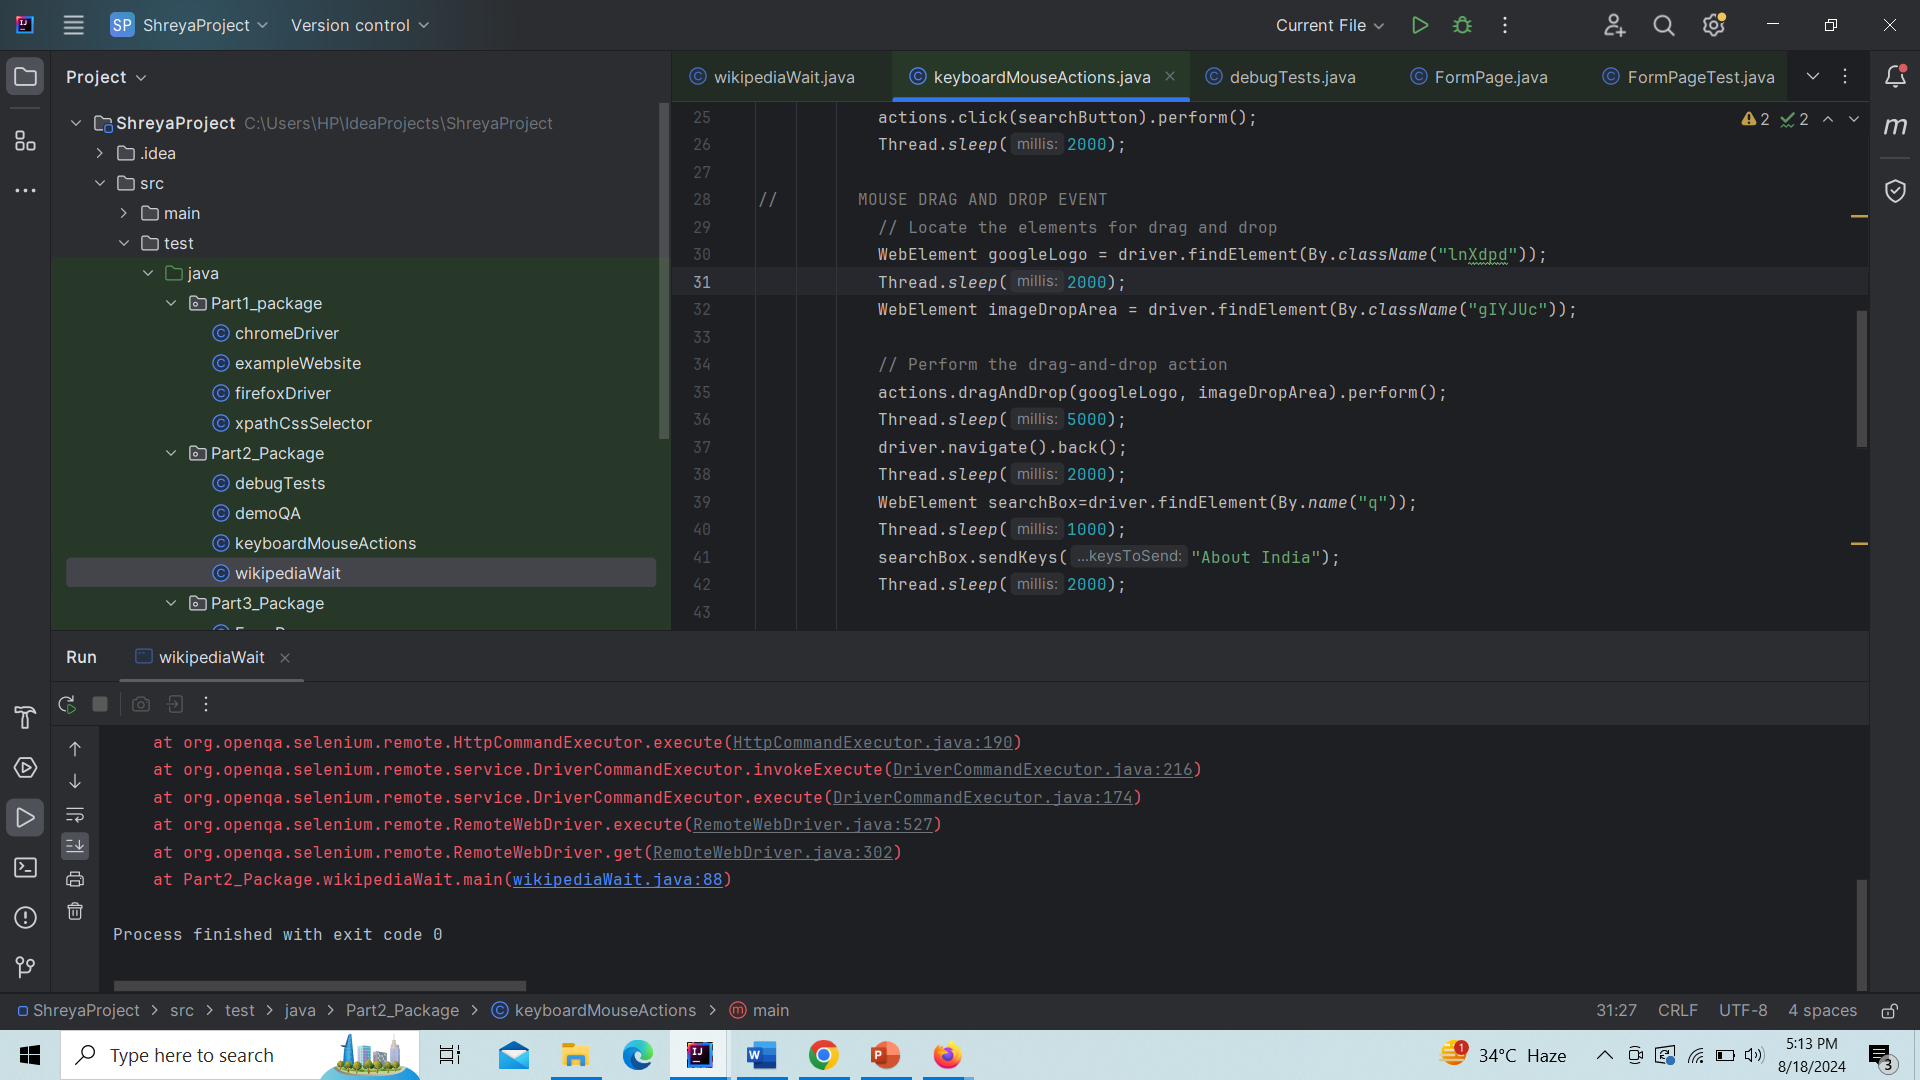 SP ShreyaProject Version control Current File
Project
wikipediaWait.java keyboardMouseActions.java debugTests.java FormPage.java FormPageTest.java
ShreyaProject C:\Users\HP\IdeaProjects\ShreyaProject
.idea
src
main
test
java
Part1_package
chromeDriver
exampleWebsite
firefoxDriver
xpathCssSelector
Part2_Package
debugTests
demoQA
keyboardMouseActions
wikipediaWait
Part3_Package
2 2
25 actions.click(searchButton).perform();
26 Thread.sleep( millis: 2000);
27
28 // MOUSE DRAG AND DROP EVENT
29 // Locate the elements for drag and drop
30 WebElement googleLogo = driver.findElement(By.className("lnXdpd"));
31 Thread.sleep( millis: 2000);
32 WebElement imageDropArea = driver.findElement(By.className("gIYJUc"));
33
34 // Perform the drag-and-drop action
35 actions.dragAndDrop(googleLogo, imageDropArea).perform();
36 Thread.sleep( millis: 5000);
37 driver.navigate().back();
38 Thread.sleep( millis: 2000);
39 WebElement searchBox=driver.findElement(By.name("q"));
40 Thread.sleep( millis: 1000);
41 searchBox.sendKeys( ...keysToSend: "About India");
42 Thread.sleep( millis: 2000);
43
m
Run wikipediaWait
at org.openqa.selenium.remote.HttpCommandExecutor.execute(HttpCommandExecutor.java:190)
at org.openqa.selenium.remote.service.DriverCommandExecutor.invokeExecute(DriverCommandExecutor.java:216)
at org.openqa.selenium.remote.service.DriverCommandExecutor.execute(DriverCommandExecutor.java:174)
at org.openqa.selenium.remote.RemoteWebDriver.execute(RemoteWebDriver.java:527)
at org.openqa.selenium.remote.RemoteWebDriver.get(RemoteWebDriver.java:302)
at Part2_Package.wikipediaWait.main(wikipediaWait.java:88)
Process finished with exit code 0
ShreyaProject > src > test > java > Part2_Package > keyboardMouseActions > main 31:27 CRLF UTF-8 4 spaces
Type here to search
1 34°C Haze
5:13 PM
8/18/2024
3